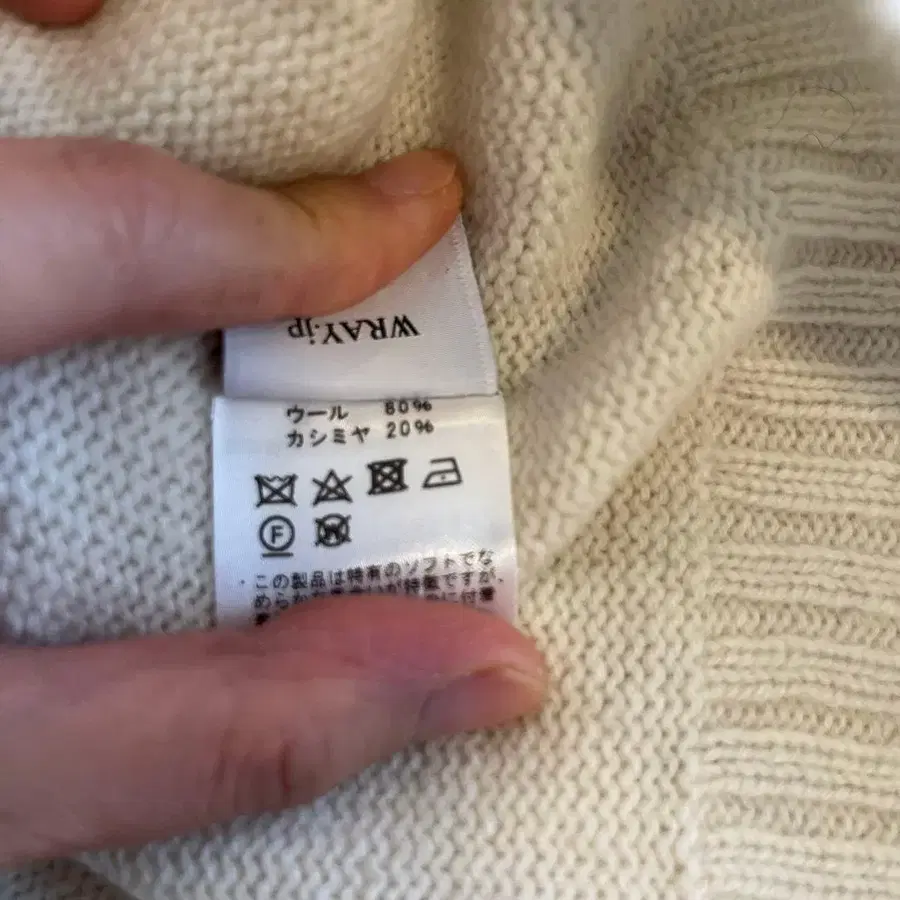 WRAY.jp
ウール 80%
カシミヤ 20%
F
W
この製品は特有のソフトでな